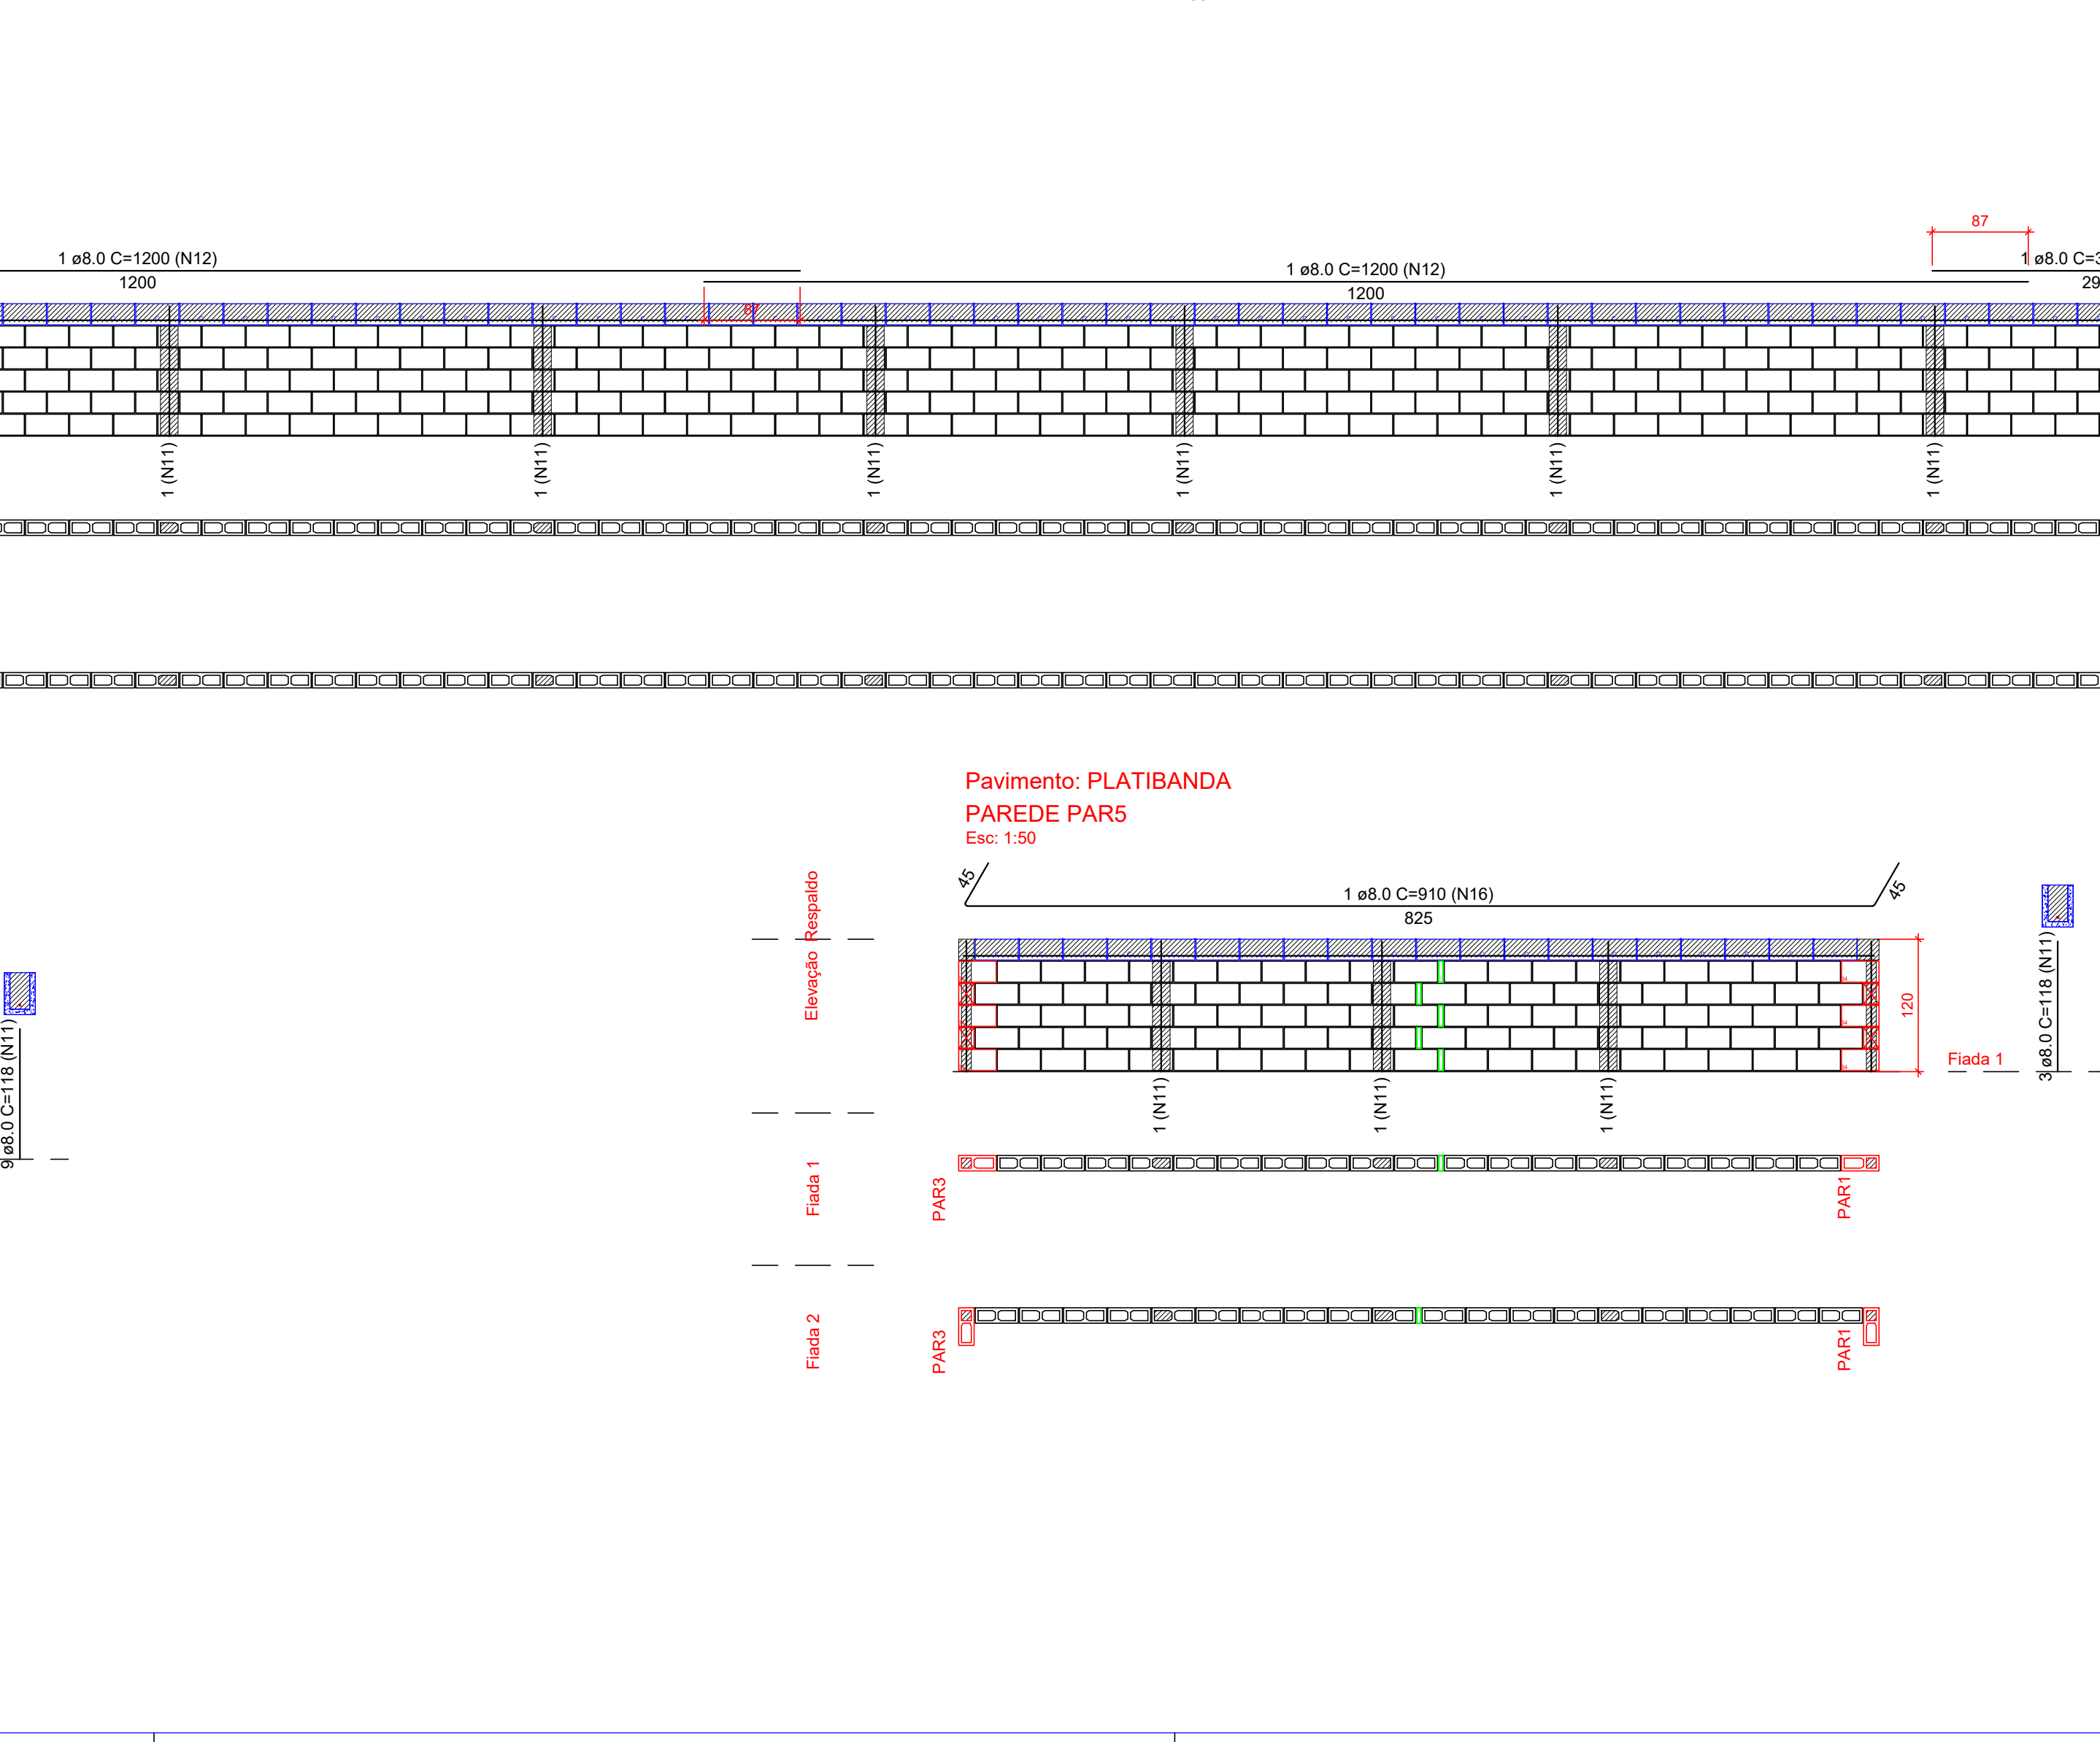 87
1 ø8.0 C=1200 (N12)
1200
1 ø8.0 C=1200 (N12)
1200
1 ø8.0 C=3
29
87
1 (N11)
1 (N11)
1 (N11)
1 (N11)
1 (N11)
1 (N11)
Pavimento: PLATIBANDA
PAREDE PAR5
Esc: 1:50
45
1 ø8.0 C=910 (N16)
825
45
Respaldo
Elevação
120
Fiada 1
3 ø8.0 C=118 (N11)
9 ø8.0 C=118 (N11)
1 (N11)
1 (N11)
1 (N11)
Fiada 1
PAR3
PAR1
Fiada 2
PAR3
PAR1